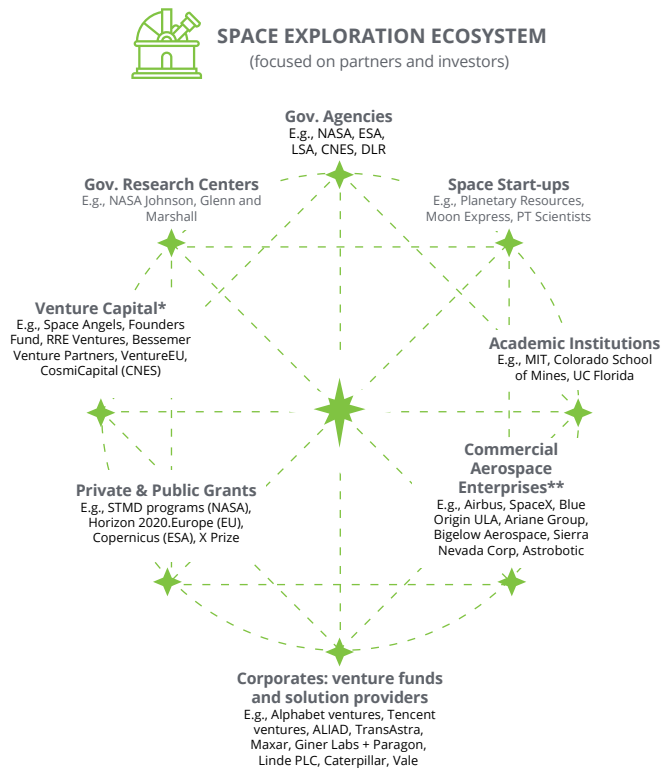 SPACE EXPLORATION ECOSYSTEM
(focused on partners and investors)
Gov. Agencies
E.g., NASA, ESA,
LSA, CNES, DLR
Gov. Research Centers
E.g., NASA Johnson, Glenn and
Marshall
Space Start-ups
E.g., Planetary Resources,
Moon Express, PT Scientists
Venture Capital*
E.g., Space Angels, Founders
Fund, RRE Ventures, Bessemer
Venture Partners, VentureEU,
CosmiCapital (CNES)
Academic Institutions
E.g., MIT, Colorado School
of Mines, UC Florida
Commercial
Aerospace
Enterprises**
E.g., Airbus, SpaceX, Blue
Origin ULA, Ariane Group,
Bigelow Aerospace, Sierra
Nevada Corp, Astrobotic
Private & Public Grants
E.g., STMD programs (NASA),
Horizon 2020.Europe (EU),
Copernicus (ESA), X Prize
Corporates: venture funds
and solution providers
E.g., Alphabet ventures, Tencent
ventures, ALIAD, TransAstra,
Maxar, Giner Labs + Paragon,
Linde PLC, Caterpillar, Vale